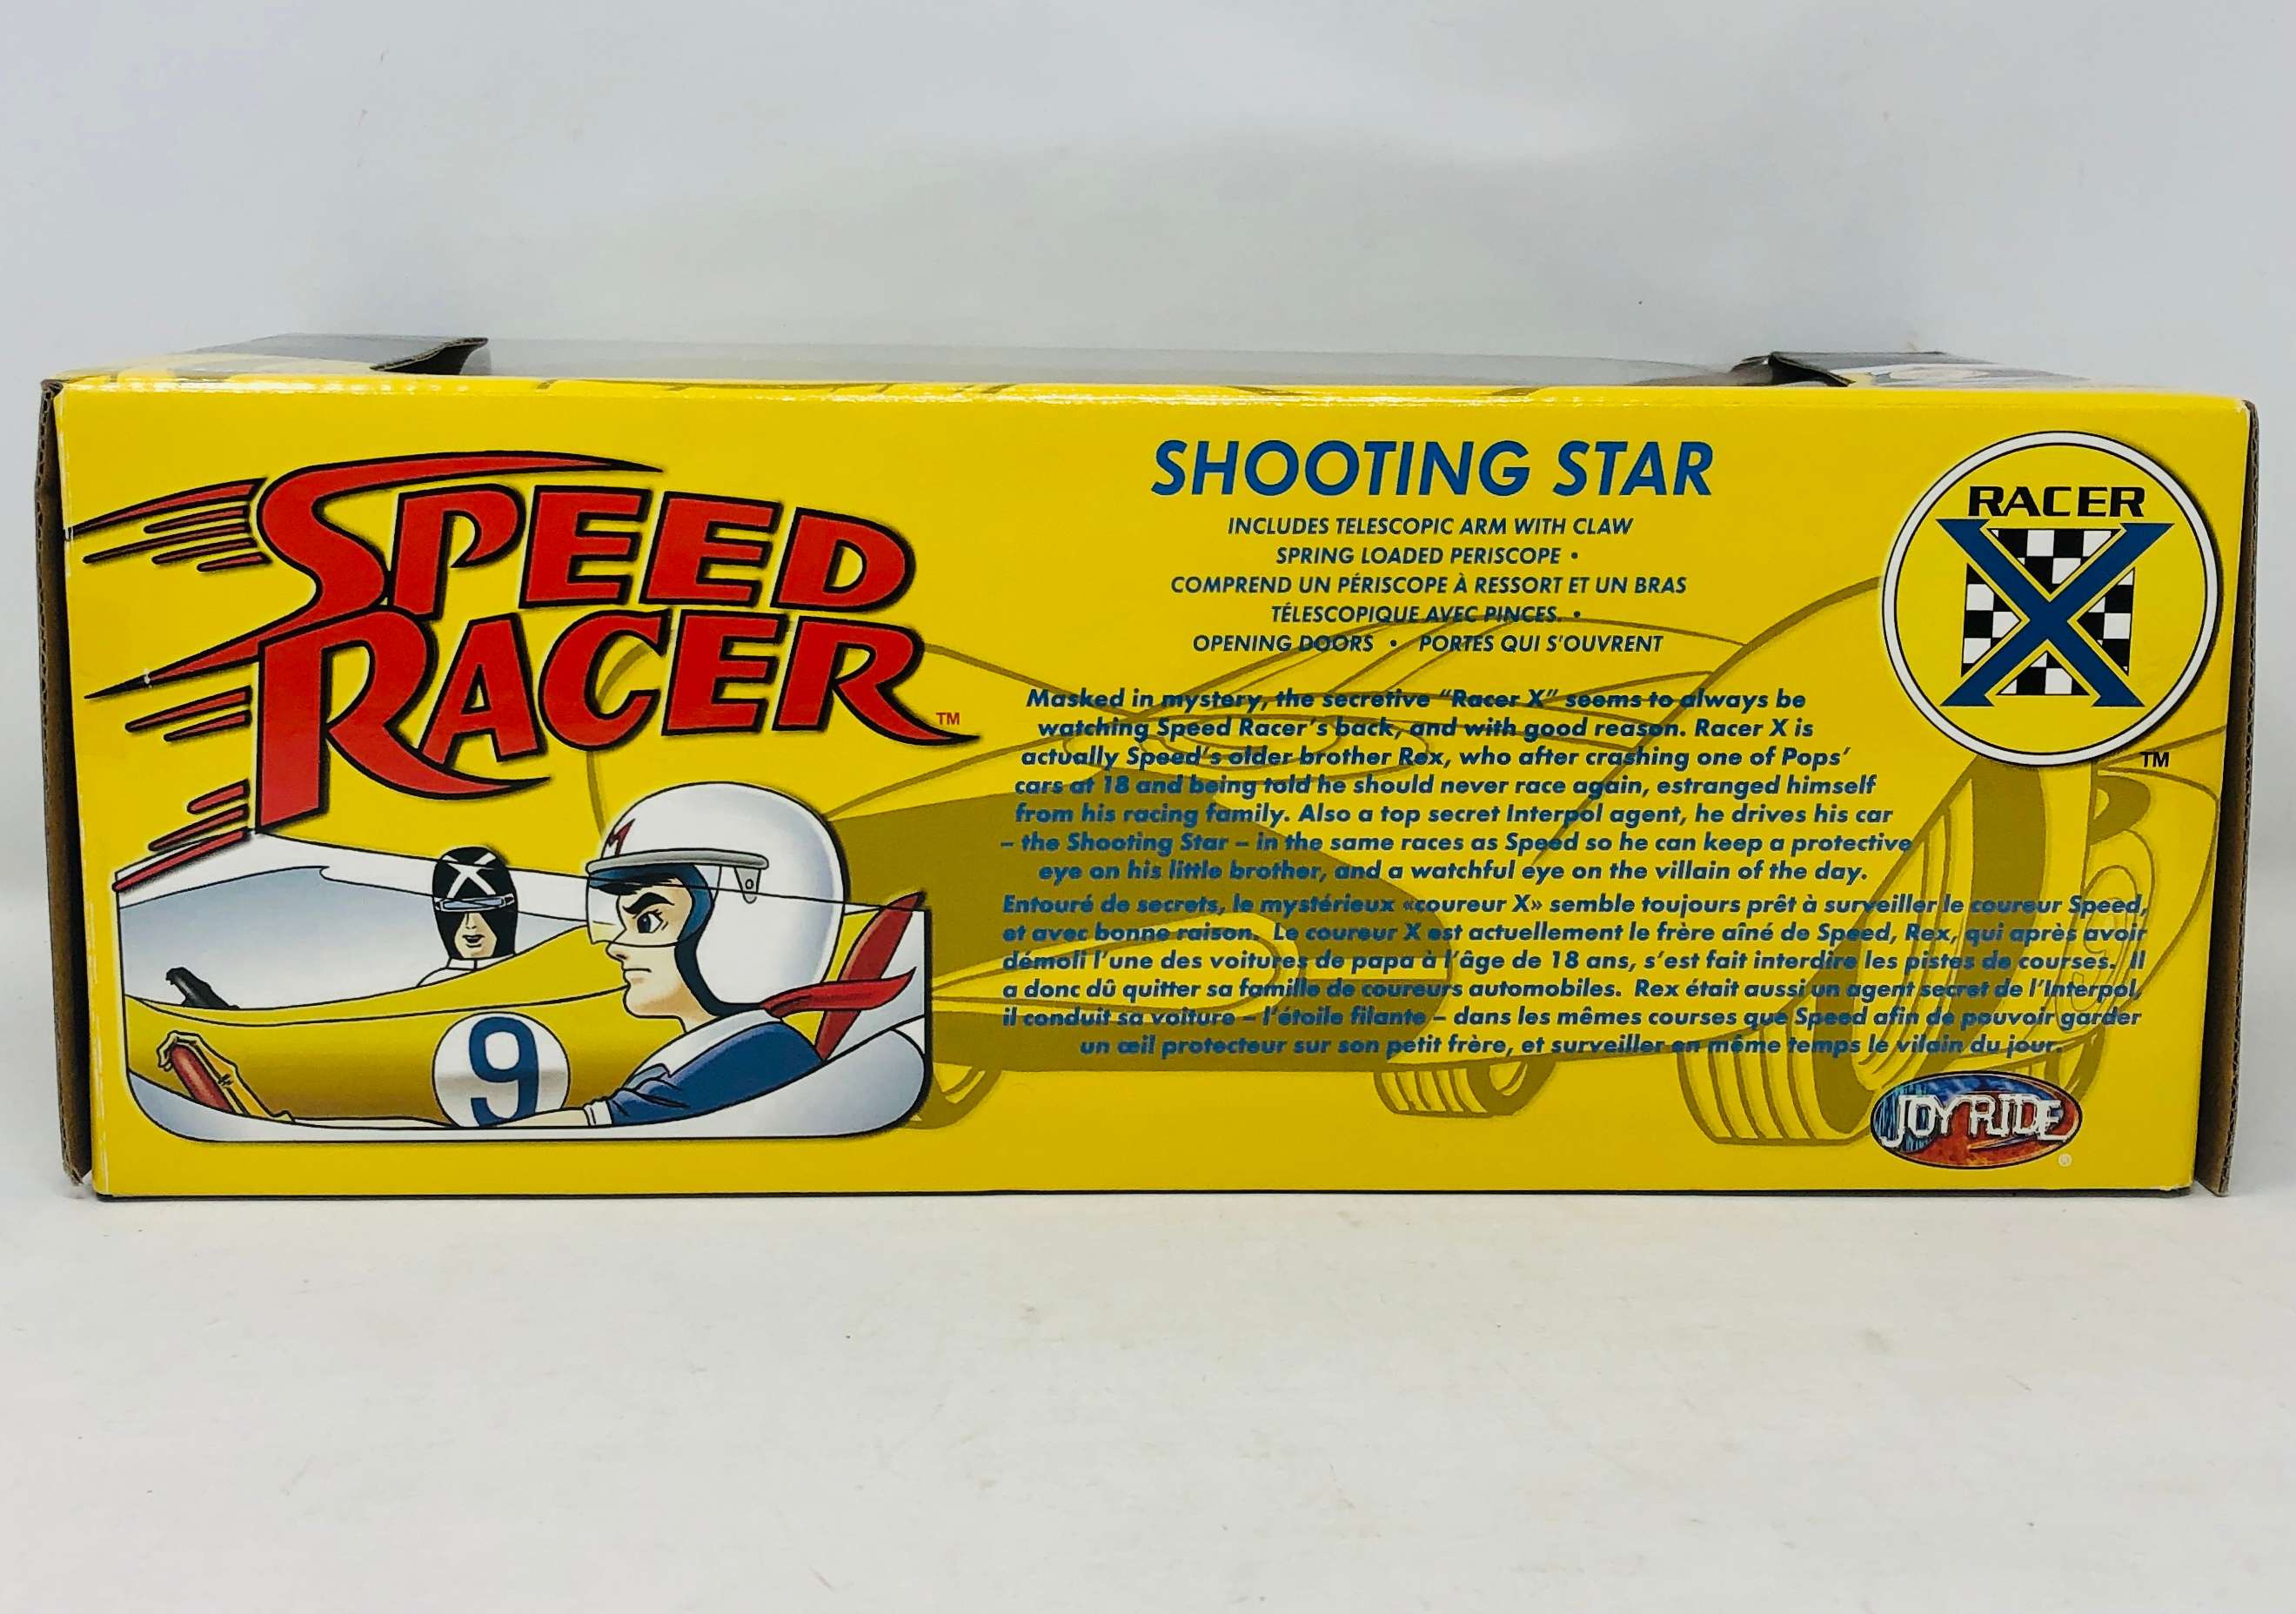 SPEED
RACER
TM
9
SHOOTING STAR
INCLUDES TELESCOPIC ARM WITH CLAW
SPRING LOADED PERISCOPE •
COMPREND UN PÉRISCOPE À RESSORT ET UN BRAS
TÉLESCOPIQUE AVEC PINCES. •
OPENING DOORS • PORTES QUI S'OUVRENT
Masked in mystery, the secretive "Racer X" seems to always be
watching Speed Racer's back, and with good reason. Racer X is
actually Speed's older brother Rex, who after crashing one of Pops'
cars at 18 and being told he should never race again, estranged himself
from his racing family. Also a top secret Interpol agent, he drives his car
– the Shooting Star – in the same races as Speed so he can keep a protective
eye on his little brother, and a watchful eye on the villain of the day.
Entouré de secrets, le mystérieux «coureur X» semble toujours prêt à surveiller le coureur Speed,
et avec bonne raison. Le coureur X est actuellement le frère aîné de Speed, Rex, qui après avoir
démoli l'une des voitures de papa à l'âge de 18 ans, s'est fait interdire les pistes de courses. Il
a donc dû quitter sa famille de coureurs automobiles. Rex était aussi un agent secret de l'Interpol,
il conduit sa voiture – l'étoile filante – dans les mêmes courses que Speed afin de pouvoir garder
un œil protecteur sur son petit frère, et surveiller en même temps le vilain du jour.
RACER
X
TM
JOYRIDE
®